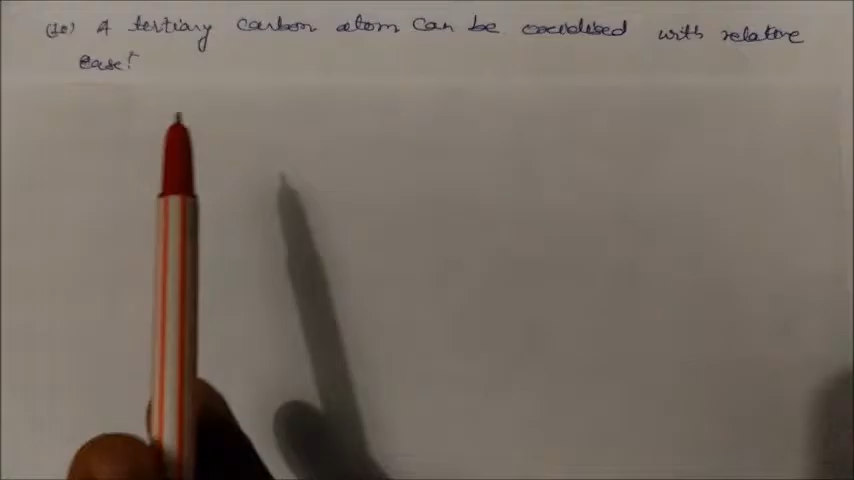 (10) A tertiary carbon atom can be oxidised with relative
ease!